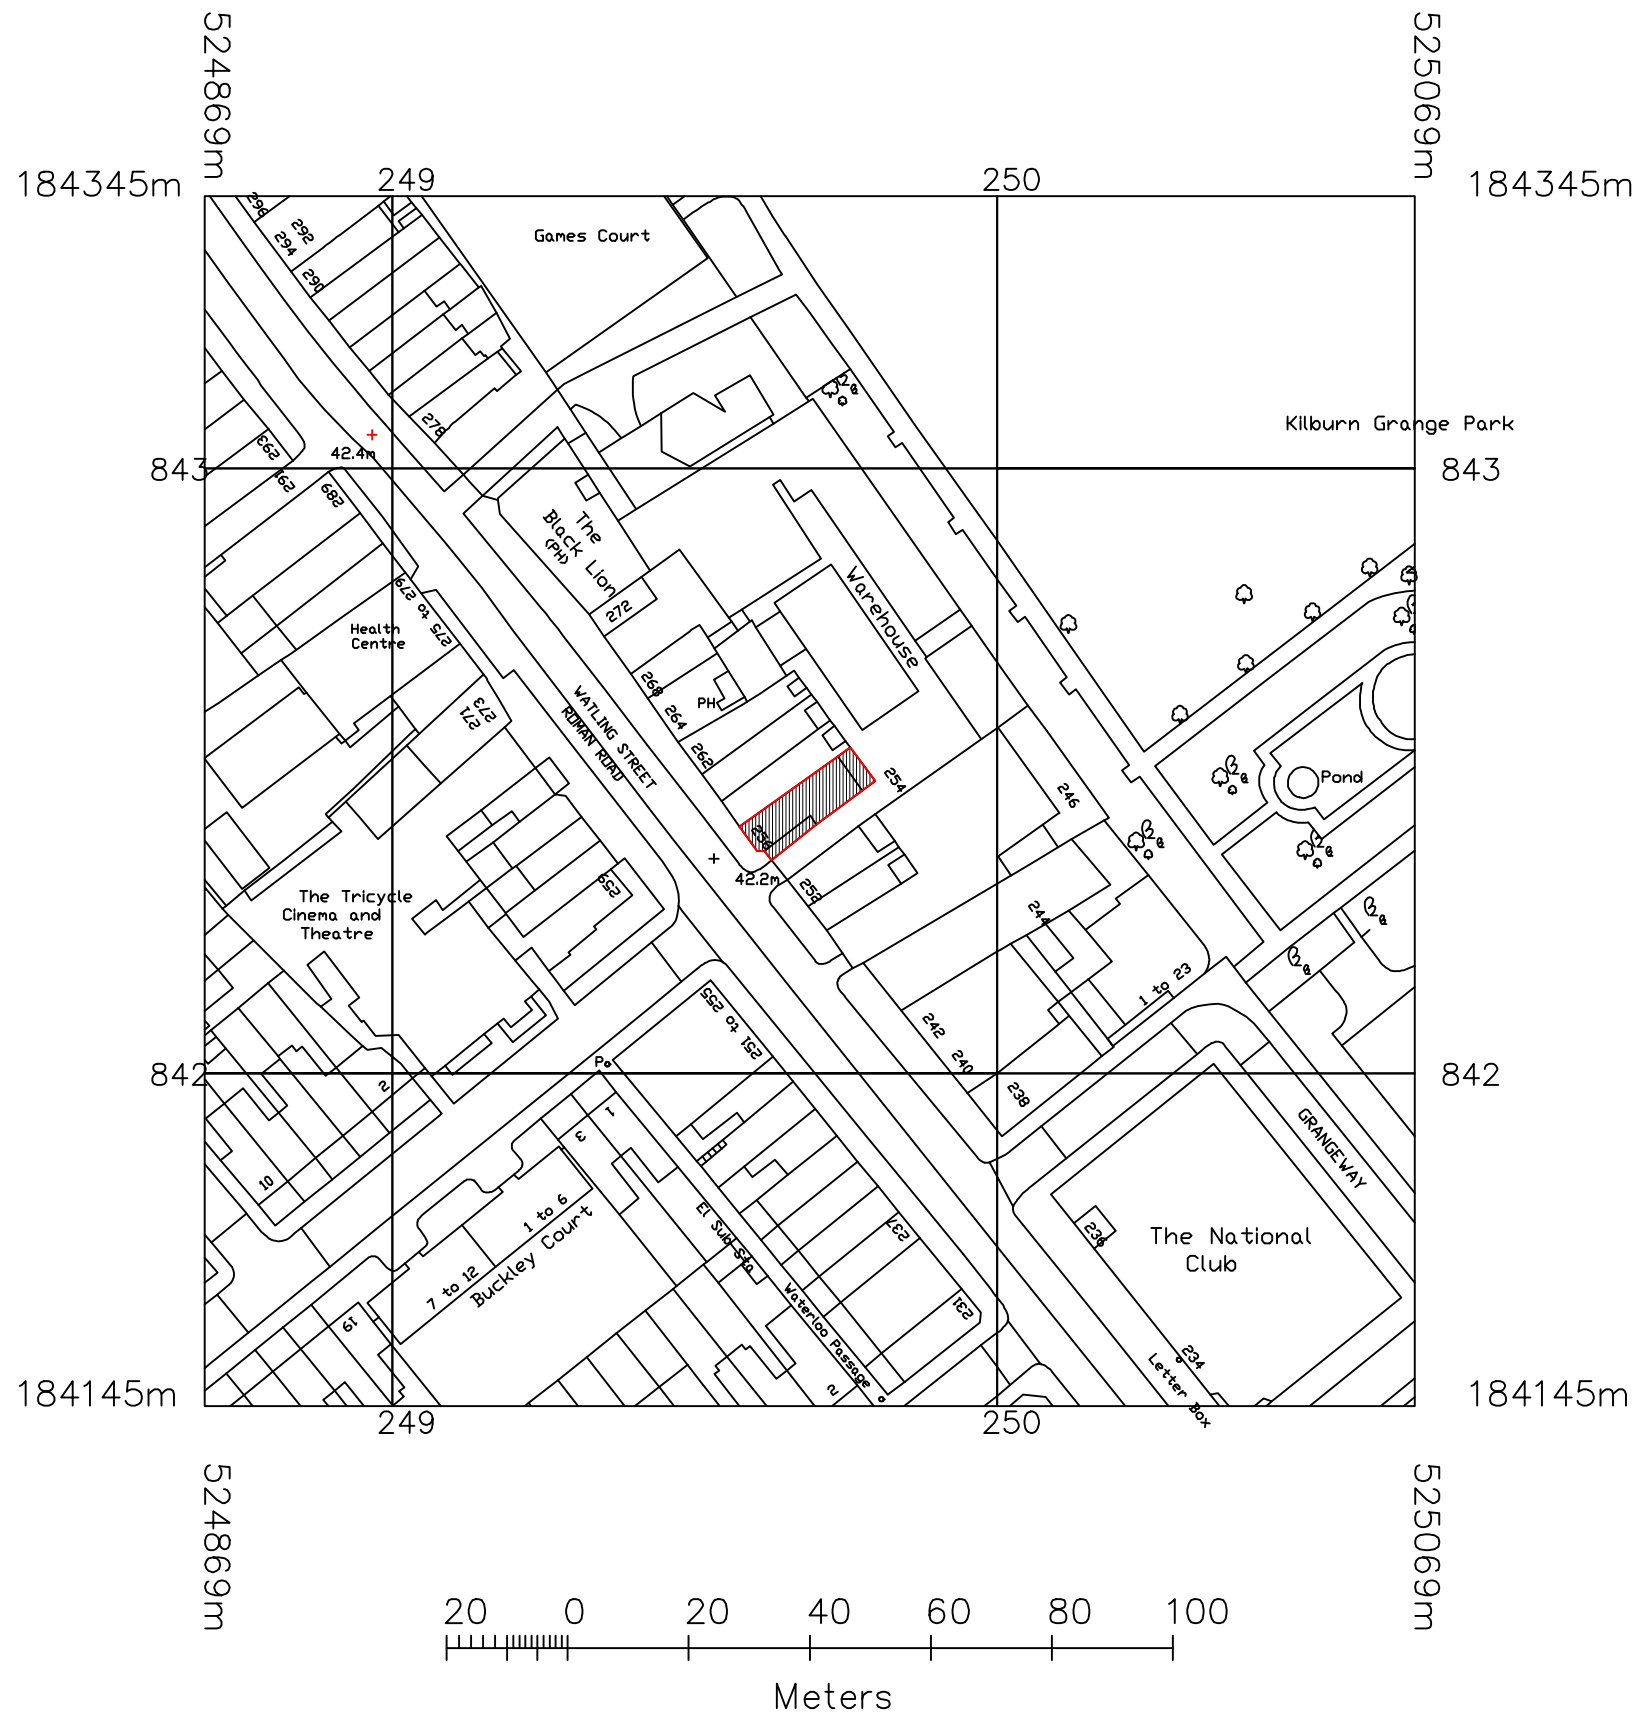 524869m
525069m
184345m
249
250
184345m
296
292
294
290
Games Court
278
293
42.4m
291
289
Kilburn Grange Park
843
843
The
Black Lion
(PH)
272
Warehouse
279 to 275
Health
Centre
268
PH
264
262
273
271
WATLING STREET
ROMAN ROAD
254
246
Pond
256
42.2m
252
259
244
The Tricycle
Cinema and
Theatre
1 to 23
255 to 251
242
240
238
P
842
842
2
1
3
10
GRANGEWAY
1 to 6
7 to 12
Buckley Court
El Sub Sta
237
236
The National
Club
231
19
Waterloo Passage
2
234
Letter Box
184145m
249
250
184145m
524869m
525069m
20 0 20 40 60 80 100
Meters